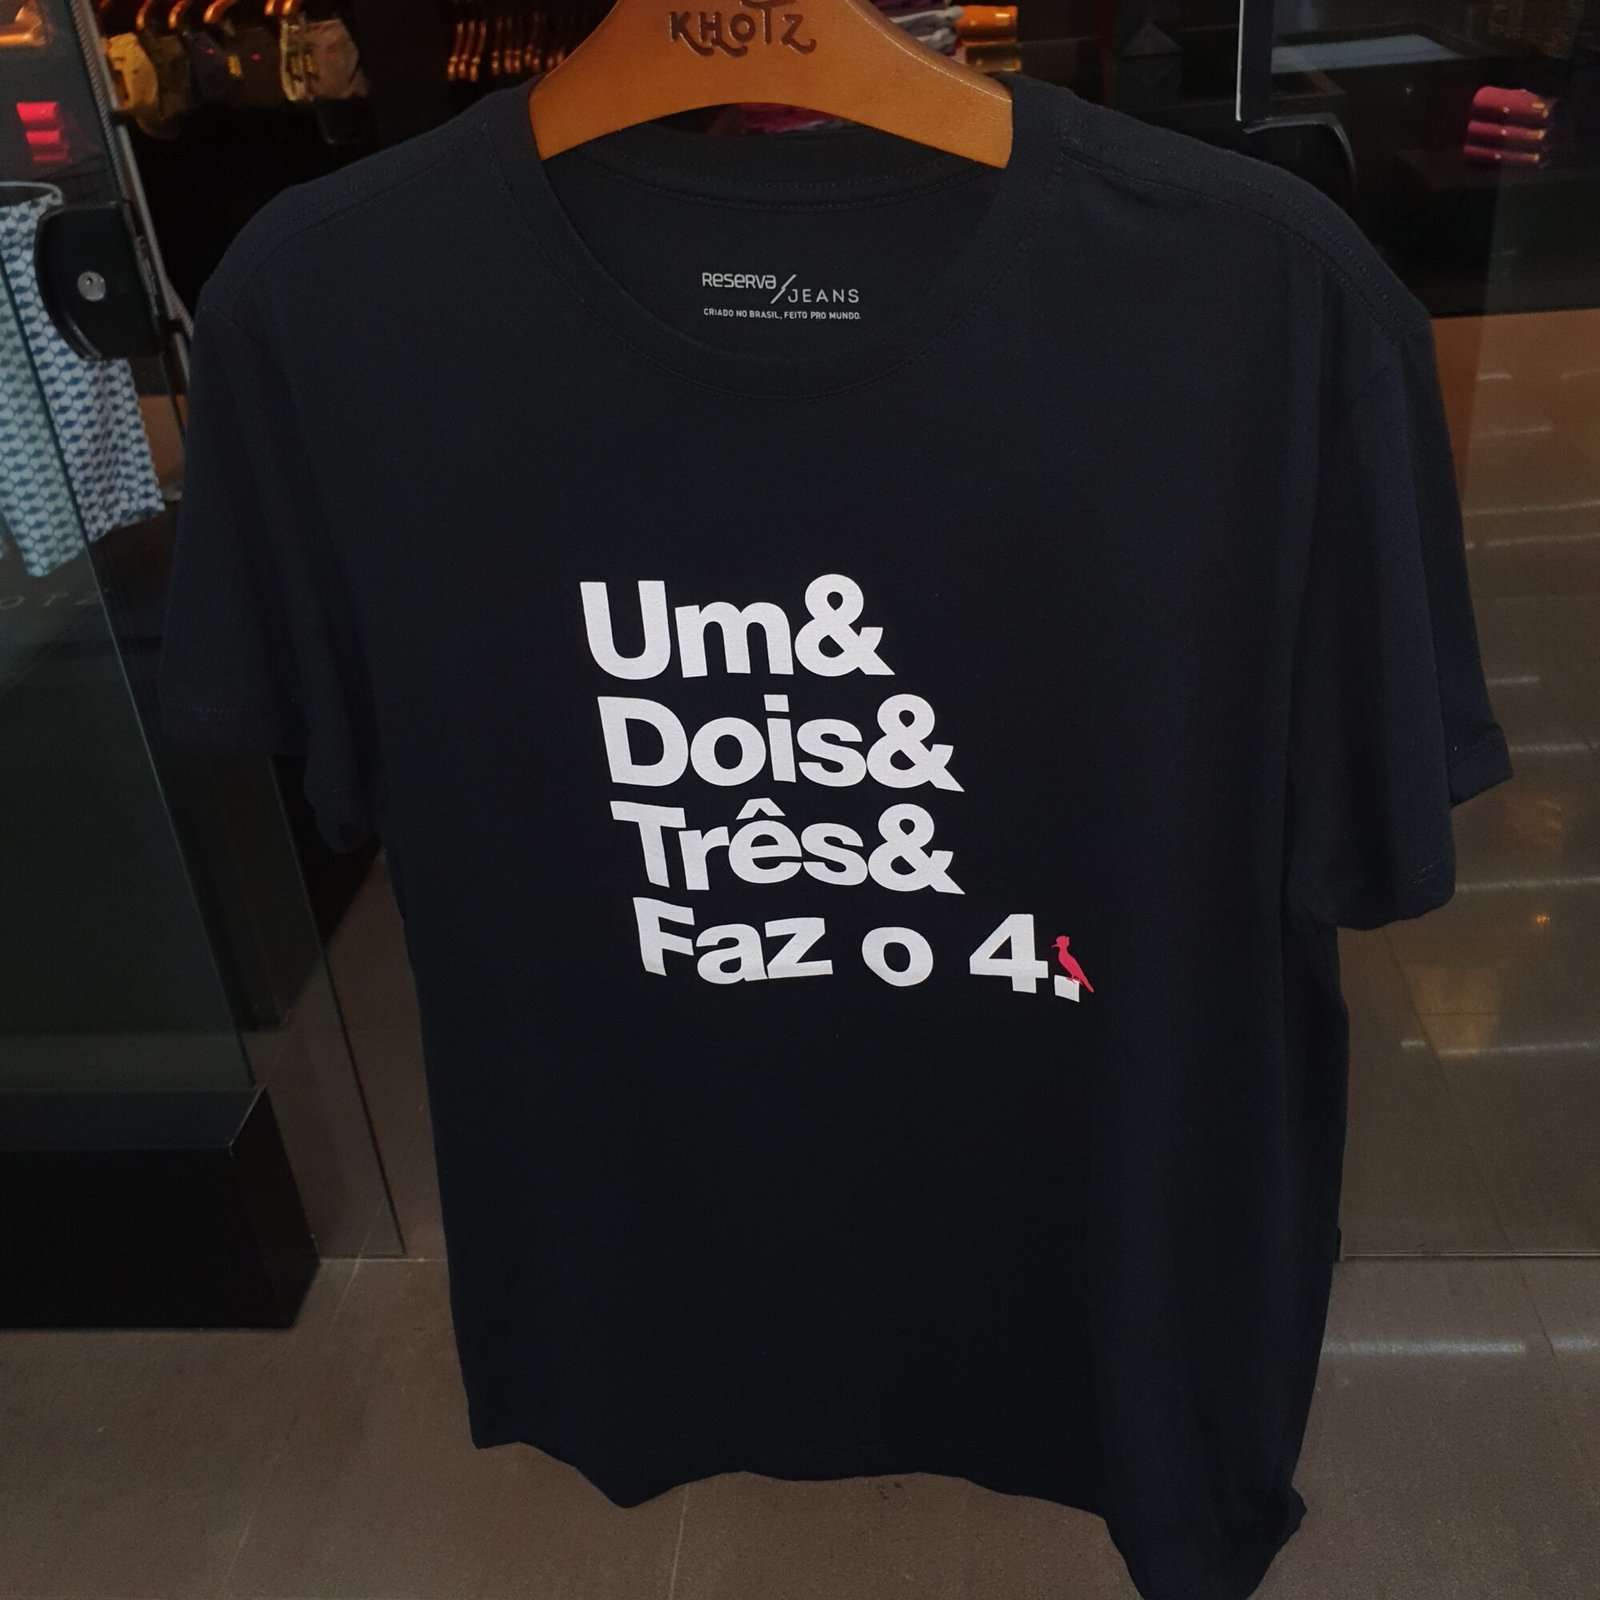 KHOTZ
Reserva/JEANS
CRIADO NO BRASIL, FEITO PRO MUNDO.
Um&
Dois&
Três&
Faz o 4.